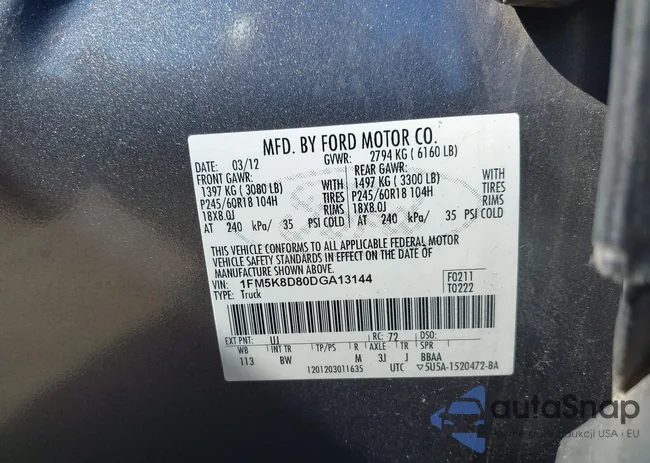 MFD. BY FORD MOTOR CO.
DATE: 03/12 GVWR: 2794 KG ( 6160 LB)
FRONT GAWR: REAR GAWR:
1397 KG ( 3080 LB) WITH 1497 KG ( 3300 LB) WITH
P245/60R18 104H TIRES P245/60R18 104H TIRES
18X8.0J RIMS 18X8.0J RIMS
AT 240 kPa/ 35 PSI COLD AT 240 kPa/ 35 PSI COLD
THIS VEHICLE CONFORMS TO ALL APPLICABLE FEDERAL MOTOR
VEHICLE SAFETY STANDARDS IN EFFECT ON THE DATE OF
MANUFACTURE SHOWN ABOVE.
VIN: 1FM5K8D80DGA13144 F0211
TYPE: Truck T0222
EXT PNT: UJ RC: 72 DSO:
WB INT TR TP/PS R AXLE TR SPR
113 BW M 3J J BBAA
1201203011635 UTC ▽5U5A-1520472-BA
autoSnap
USA • EU